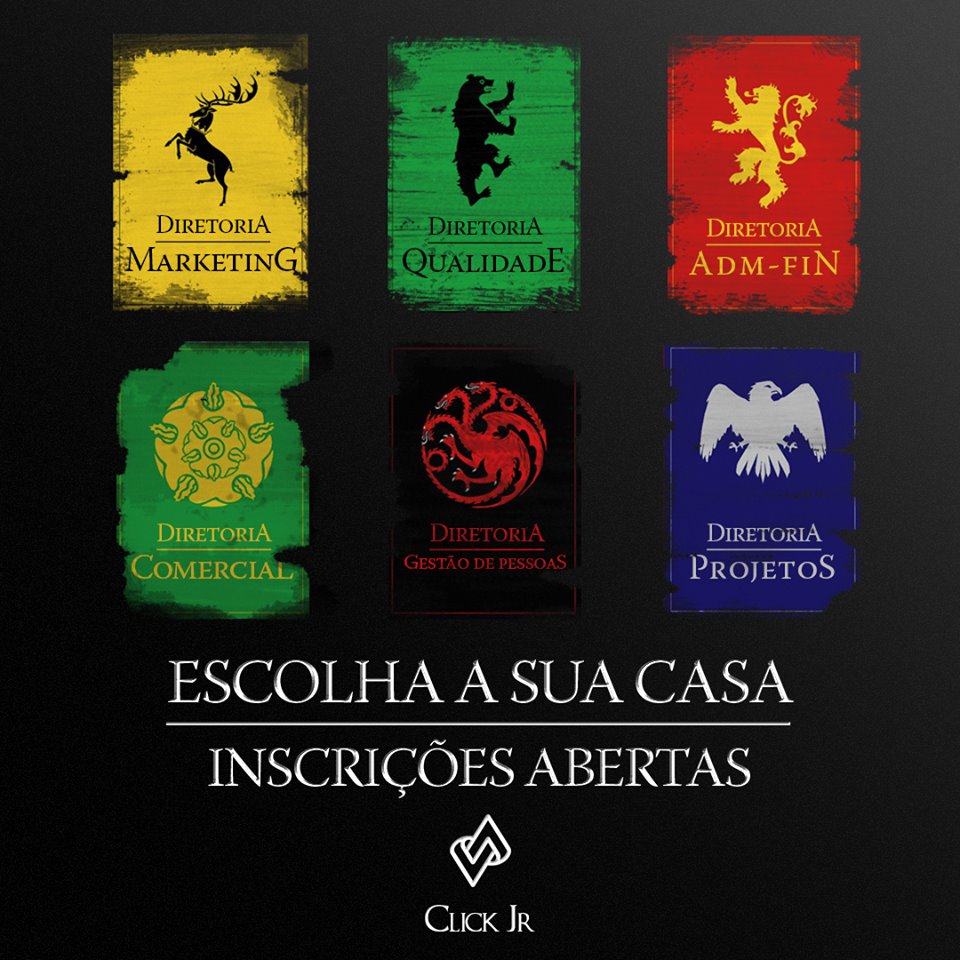 DiretoriA
MarketinG
DiretoriA
QualidadE
DiretoriA
Adm-fiN
DiretoriA
ComerciaL
DiretoriA
Gestão de pessoaS
DiretoriA
ProjetoS
ESCOLHA A SUA CASA
INSCRIÇÕES ABERTAS
Click Jr